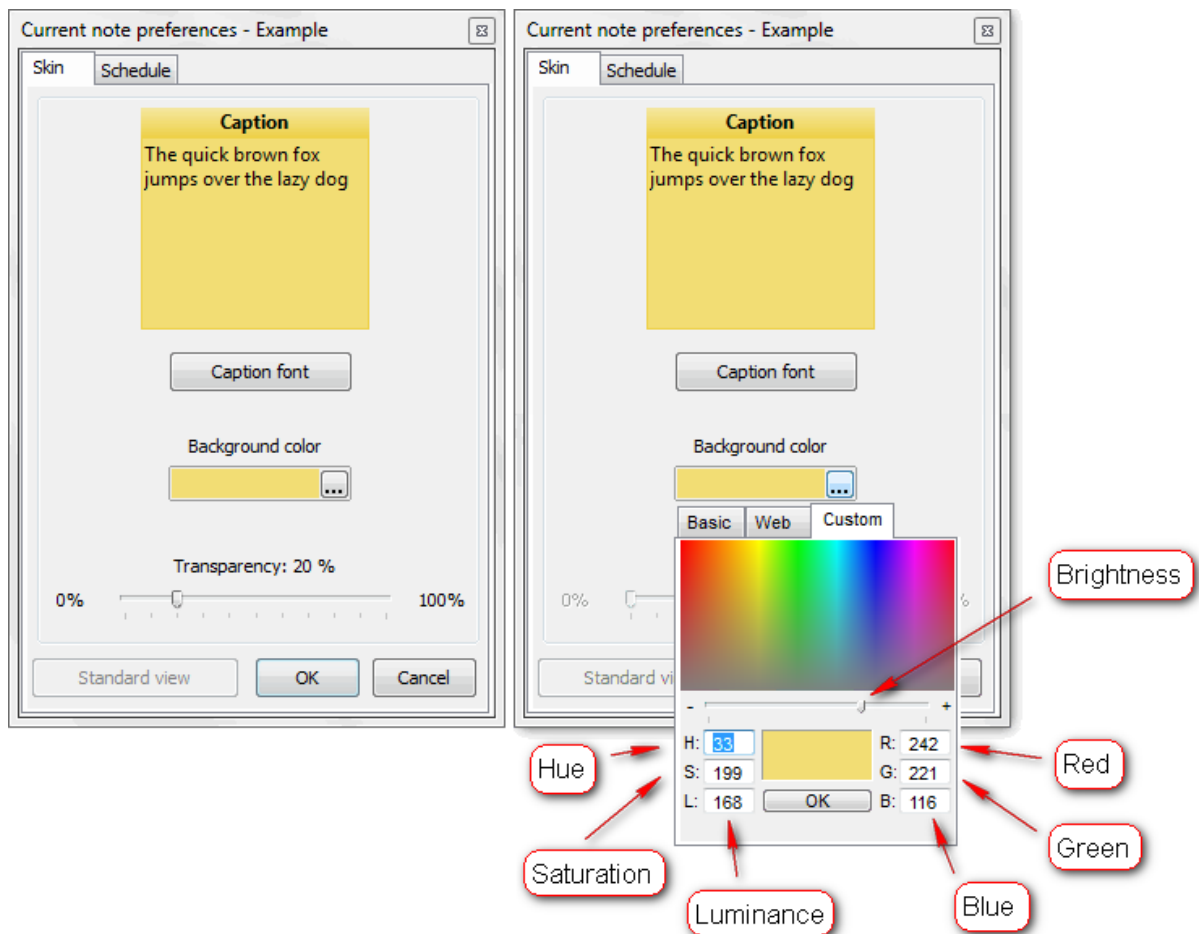 Current note preferences - Example
Skin
Schedule
Caption
The quick brown fox
jumps over the lazy dog
Caption font
Background color
...
Transparency: 20 %
0%
100%
Standard view
OK
Cancel
Current note preferences - Example
Skin
Schedule
Caption
The quick brown fox
jumps over the lazy dog
Caption font
Background color
...
Basic
Web
Custom
0%
%
Standard vi
- +
H: 33
R: 242
S: 199
G: 221
L: 168
OK
B: 116
Brightness
Hue
Red
Saturation
Green
Luminance
Blue